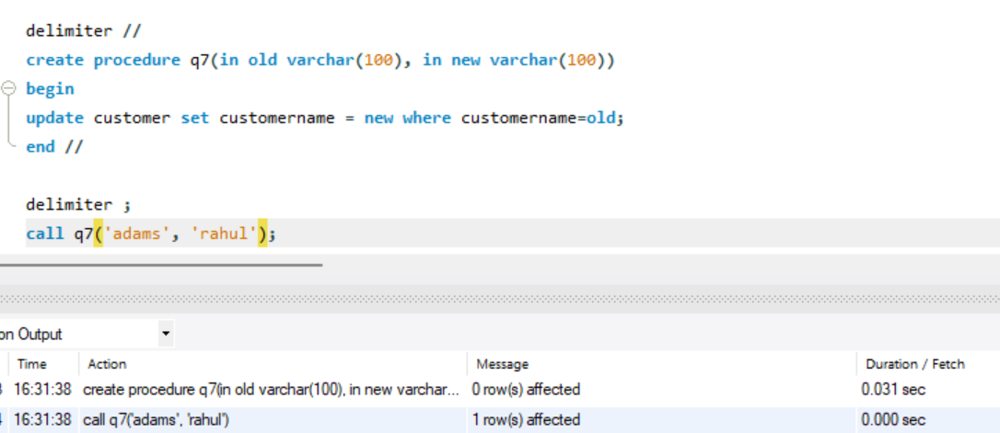 delimiter //
create procedure q7(in old varchar(100), in new varchar(100))
begin
update customer set customername = new where customername=old;
end //
delimiter ;
call q7('adams', 'rahul');
on Output
Time Action Message Duration / Fetch
3 16:31:38 create procedure q7(in old varchar(100), in new varchar... 0 row(s) affected 0.031 sec
4 16:31:38 call q7('adams', 'rahul') 1 row(s) affected 0.000 sec